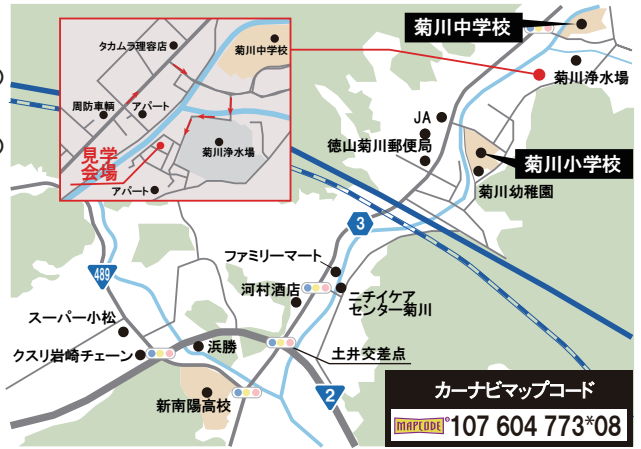 タカムラ理容店
菊川中学校
周防車輌
アパート
菊川浄水場
見学
会場
アパート
菊川中学校
菊川浄水場
JA
徳山菊川郵便局
菊川小学校
菊川幼稚園
3
489
ファミリーマート
河村酒店
ニチイケア
センター菊川
スーパー小松
クスリ岩崎チェーン
浜勝
土井交差点
新南陽高校
2
カーナビマップコード
MAPCODE 107 604 773*08